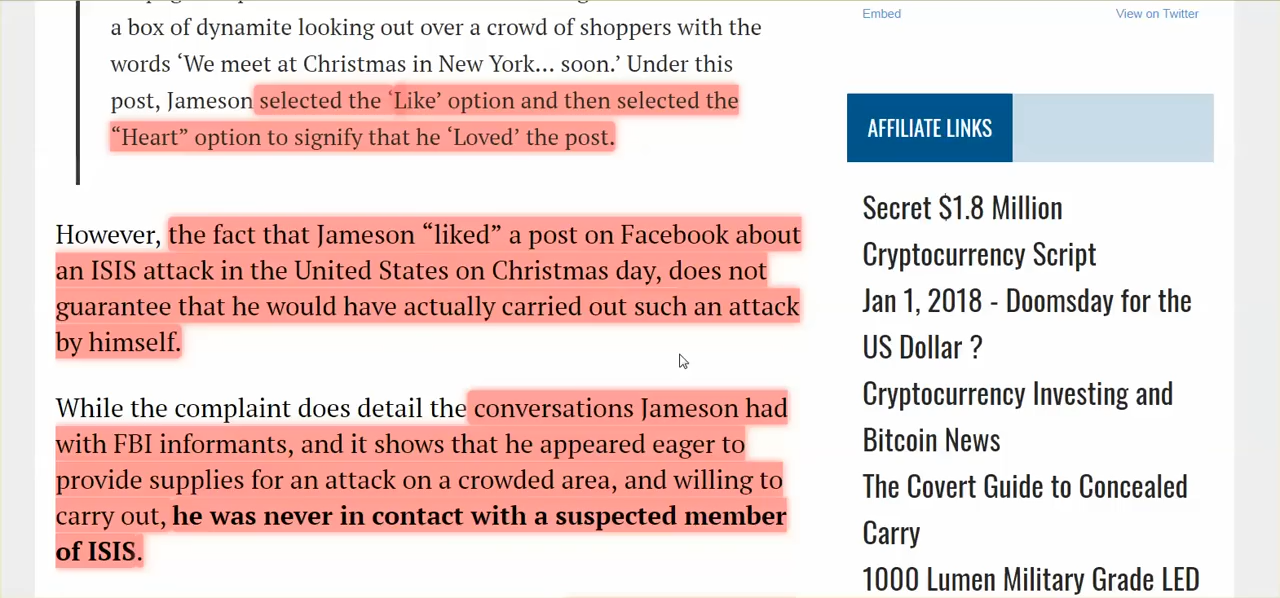 a box of dynamite looking out over a crowd of shoppers with the
words ‘We meet at Christmas in New York… soon.’ Under this
post, Jameson selected the ‘Like’ option and then selected the
“Heart” option to signify that he ‘Loved’ the post.
However, the fact that Jameson “liked” a post on Facebook about
an ISIS attack in the United States on Christmas day, does not
guarantee that he would have actually carried out such an attack
by himself.
While the complaint does detail the conversations Jameson had
with FBI informants, and it shows that he appeared eager to
provide supplies for an attack on a crowded area, and willing to
carry out, he was never in contact with a suspected member
of ISIS.
Embed
View on Twitter
AFFILIATE LINKS
Secret $1.8 Million
Cryptocurrency Script
Jan 1, 2018 - Doomsday for the
US Dollar ?
Cryptocurrency Investing and
Bitcoin News
The Covert Guide to Concealed
Carry
1000 Lumen Military Grade LED